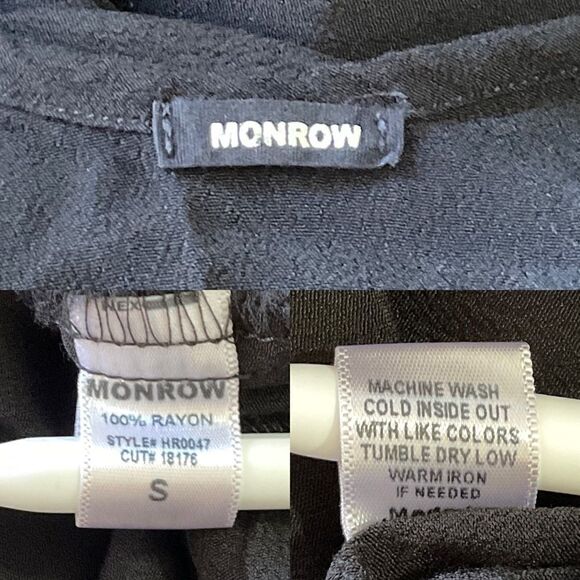 MONROW
MONROW
100% RAYON
STYLE# HR0047
CUT# 18176
S
MACHINE WASH
COLD INSIDE OUT
WITH LIKE COLORS
TUMBLE DRY LOW
WARM IRON
IF NEEDED